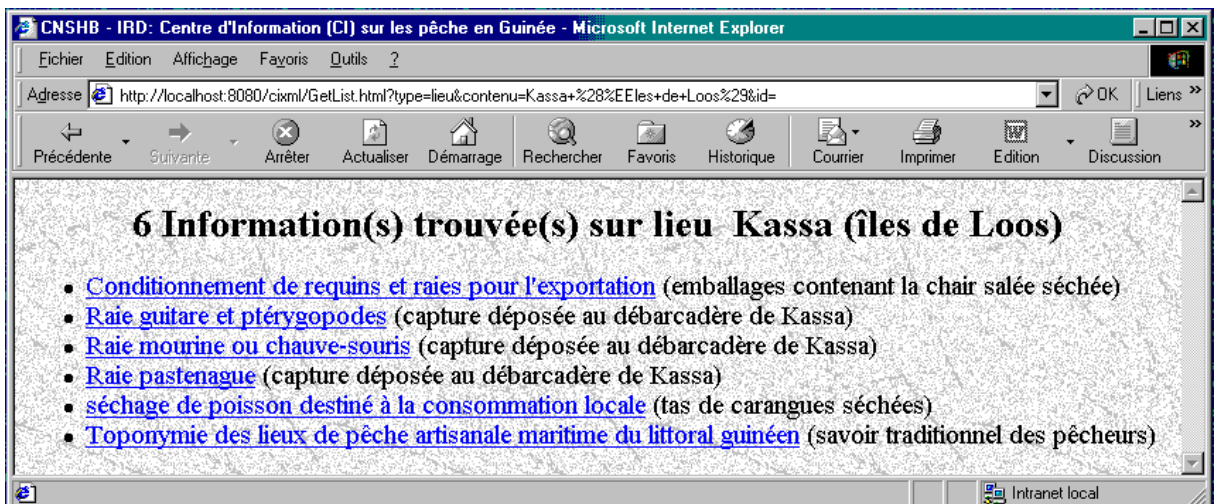 CNSHB - IRD: Centre d'Information (CI) sur les pêche en Guinée - Microsoft Internet Explorer
Fichier Edition Affichage Favoris Outils ?
Adresse http://localhost:8080/cixml/GetList.html?type=lieu&contenu=Kassa+%28%EEles+de+Loos%29&id= OK Liens »
Précédente Suivante Arrêter Actualiser Démarrage Rechercher Favoris Historique Courrier Imprimer Edition Discussion »
6 Information(s) trouvée(s) sur lieu Kassa (îles de Loos)
• Conditionnement de requins et raies pour l'exportation (emballages contenant la chair salée séchée)
• Raie guitare et ptérygopodes (capture déposée au débarcadère de Kassa)
• Raie mourine ou chauve-souris (capture déposée au débarcadère de Kassa)
• Raie pastenague (capture déposée au débarcadère de Kassa)
• séchage de poisson destiné à la consommation locale (tas de carangues séchées)
• Toponymie des lieux de pêche artisanale maritime du littoral guinéen (savoir traditionnel des pêcheurs)
Intranet local